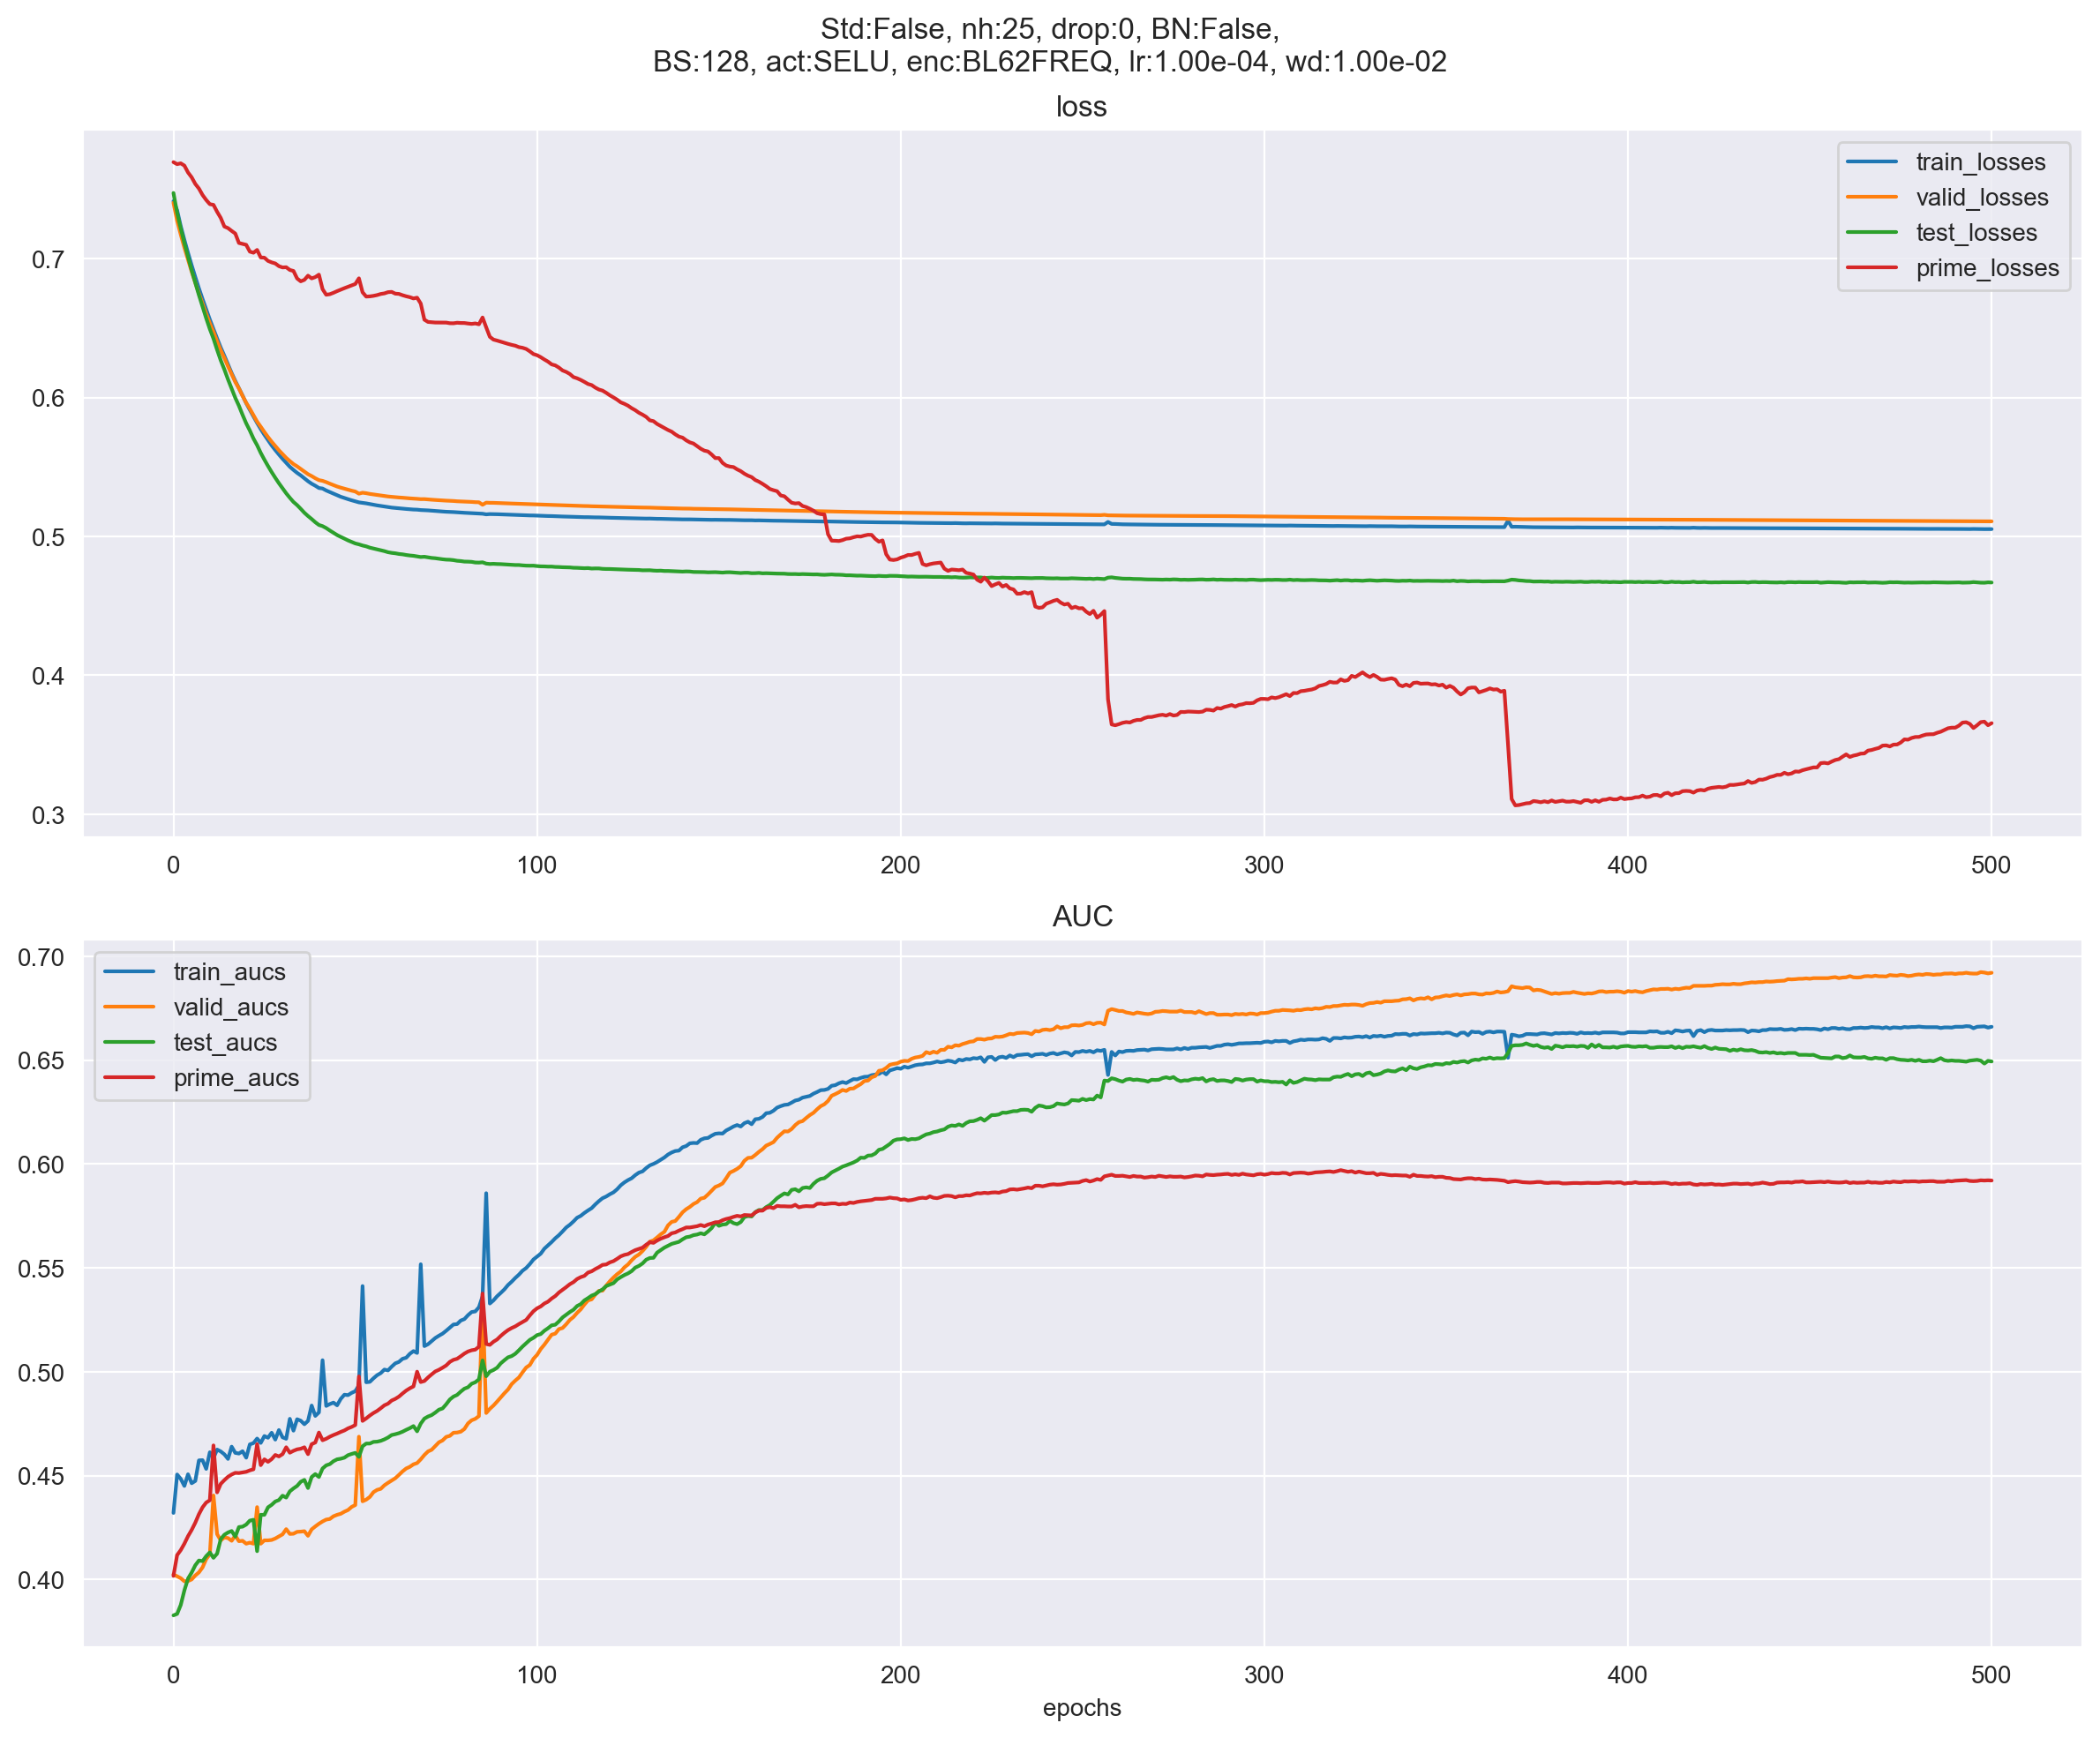 Std:False, nh:25, drop:0, BN:False,
BS:128, act:SELU, enc:BL62FREQ, lr:1.00e-04, wd:1.00e-02
loss
train_losses
valid_losses
test_losses
prime_losses
0.7
0.6
0.5
0.4
0.3
0 100 200 300 400 500
AUC
train_aucs
valid_aucs
test_aucs
prime_aucs
0.70
0.65
0.60
0.55
0.50
0.45
0.40
0 100 200 300 400 500
epochs